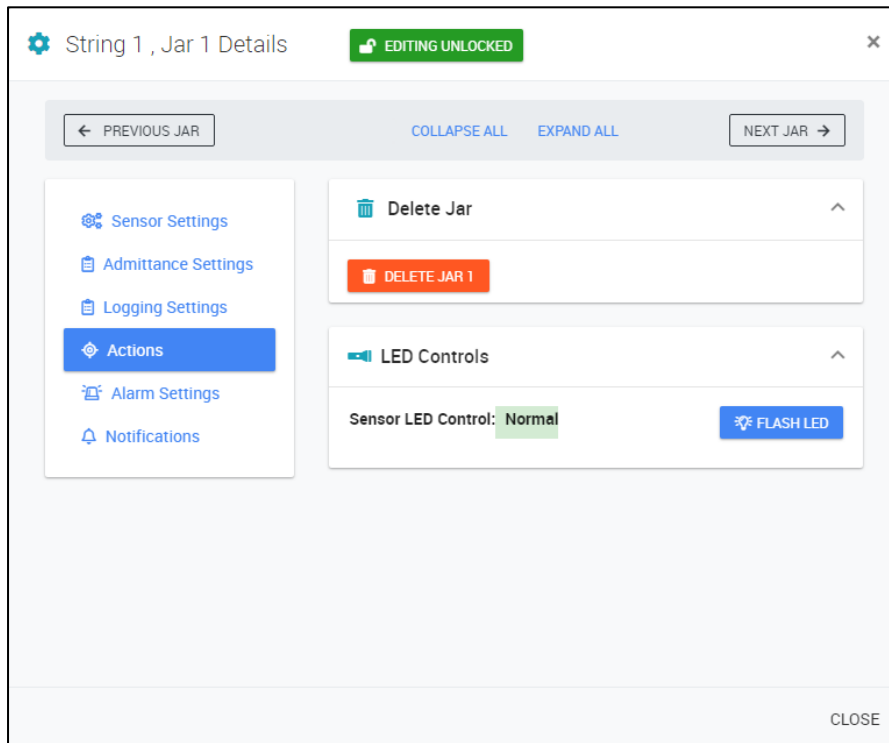 String 1 , Jar 1 Details
EDITING UNLOCKED
PREVIOUS JAR
COLLAPSE ALL
EXPAND ALL
NEXT JAR
Sensor Settings
Admittance Settings
Logging Settings
Actions
Alarm Settings
Notifications
Delete Jar
DELETE JAR 1
LED Controls
Sensor LED Control: Normal
FLASH LED
CLOSE